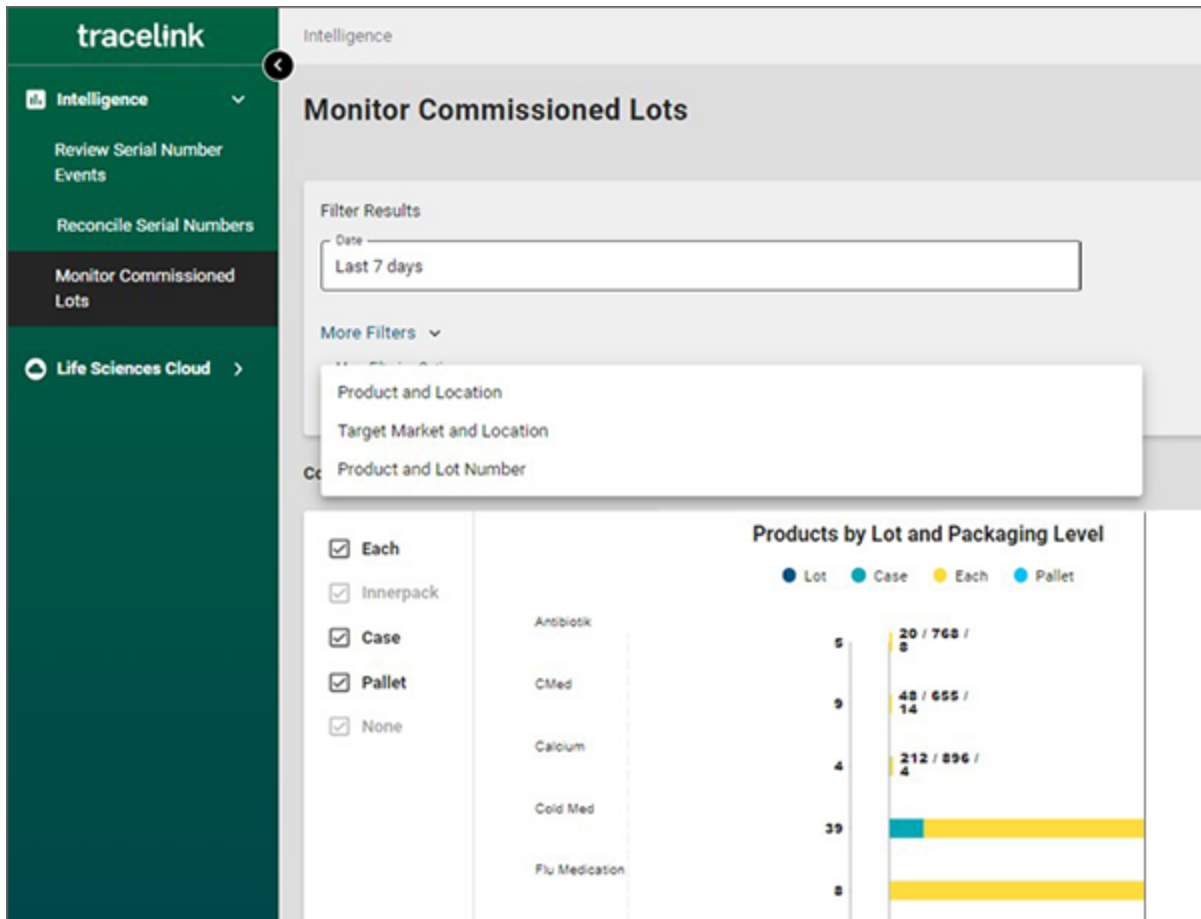 tracelink
Intelligence
Intelligence
Review Serial Number
Events
Reconcile Serial Numbers
Monitor Commissioned
Lots
Life Sciences Cloud
Monitor Commissioned Lots
Filter Results
Date
Last 7 days
More Filters
Product and Location
Target Market and Location
Product and Lot Number
Each
Innerpack
Case
Pallet
None
Products by Lot and Packaging Level
Lot Case Each Pallet
Antibiotik
5
20 / 768 /
8
CMed
9
48 / 655 /
14
Calcium
4
212 / 896 /
4
Cold Med
39
Flu Medication
8